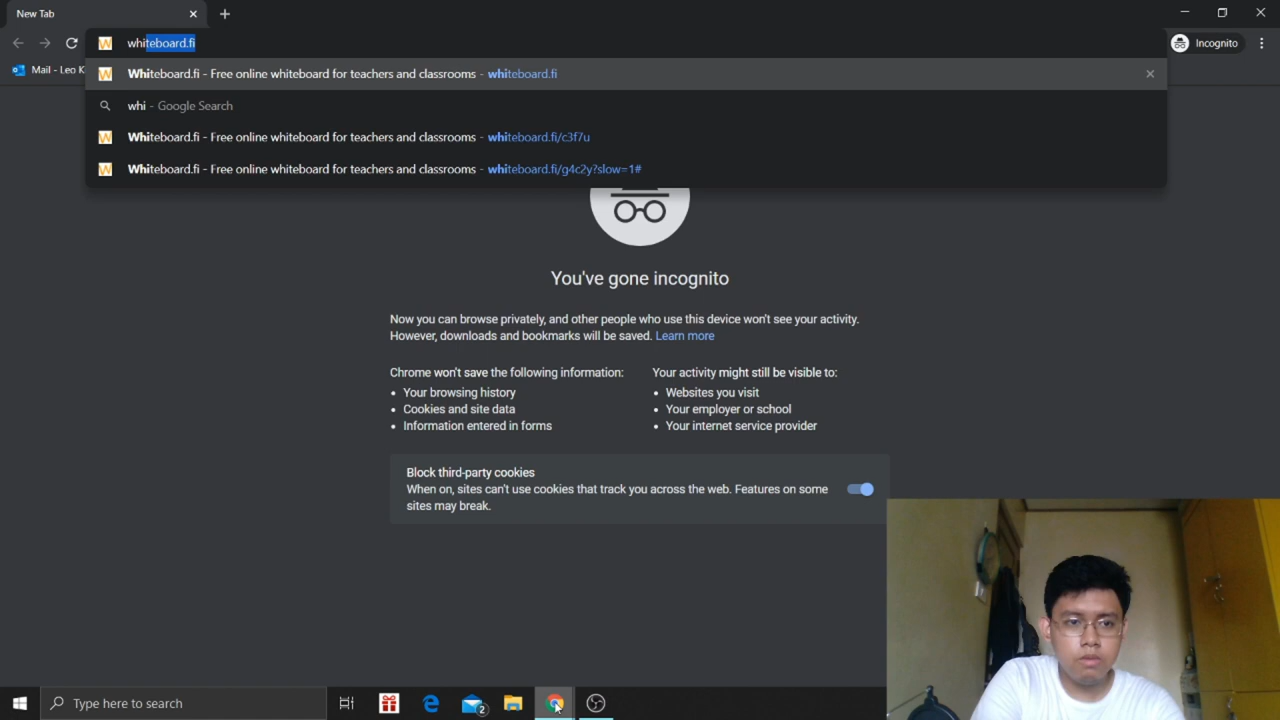 New Tab
whiteboard.fi
Incognito
Mail - Leo K
Whiteboard.fi - Free online whiteboard for teachers and classrooms - whiteboard.fi
whi - Google Search
Whiteboard.fi - Free online whiteboard for teachers and classrooms - whiteboard.fi/c3f7u
Whiteboard.fi - Free online whiteboard for teachers and classrooms - whiteboard.fi/g4c2y?slow=1#
You've gone incognito
Now you can browse privately, and other people who use this device won't see your activity.
However, downloads and bookmarks will be saved. Learn more
Chrome won't save the following information:
• Your browsing history
• Cookies and site data
• Information entered in forms
Your activity might still be visible to:
• Websites you visit
• Your employer or school
• Your internet service provider
Block third-party cookies
When on, sites can't use cookies that track you across the web. Features on some
sites may break.
Type here to search
2